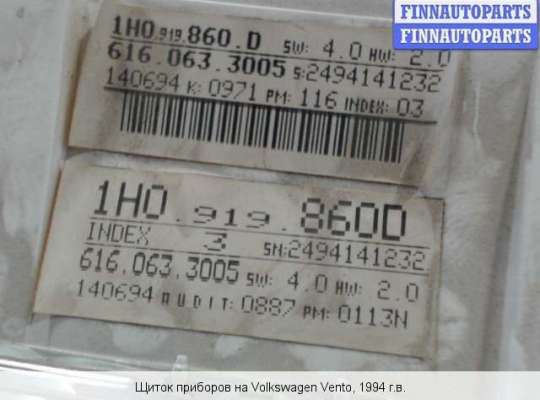 FINNAUTOPARTS
FINNAUTOPARTS
1H0.919.860.D SW: 4.0 HW: 2.0
616.063.3005 S:2494141232
140694 K:0971 PM:116 INDEX:03
1H0.919.860D
INDEX 3 SN:2494141232
616.063.3005 SW: 4.0 HW: 2.0
140694 AUDIT:0887 PM:0113N
Щиток приборов на Volkswagen Vento, 1994 г.в.